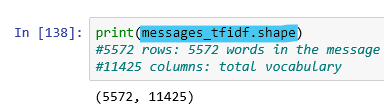 In [138]: print(messages_tfidf.shape)
#5572 rows: 5572 words in the message
#11425 columns: total vocabulary
(5572, 11425)